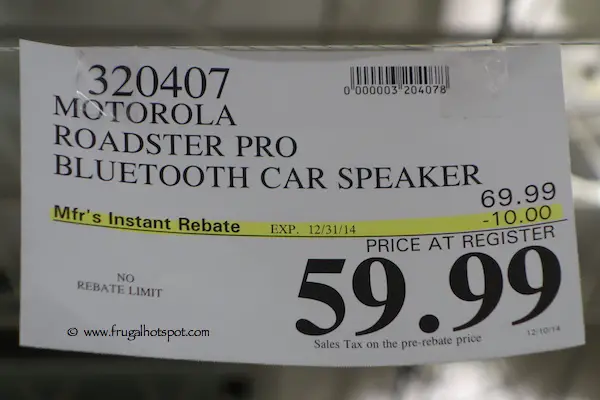 320407
0 000003 204078
MOTOROLA
ROADSTER PRO
BLUETOOTH CAR SPEAKER
69.99
Mfr's Instant Rebate EXP. 12/31/14 -10.00
PRICE AT REGISTER
NO
REBATE LIMIT
59.99
© www.frugalhotspot.com
Sales Tax on the pre-rebate price
12/10/14